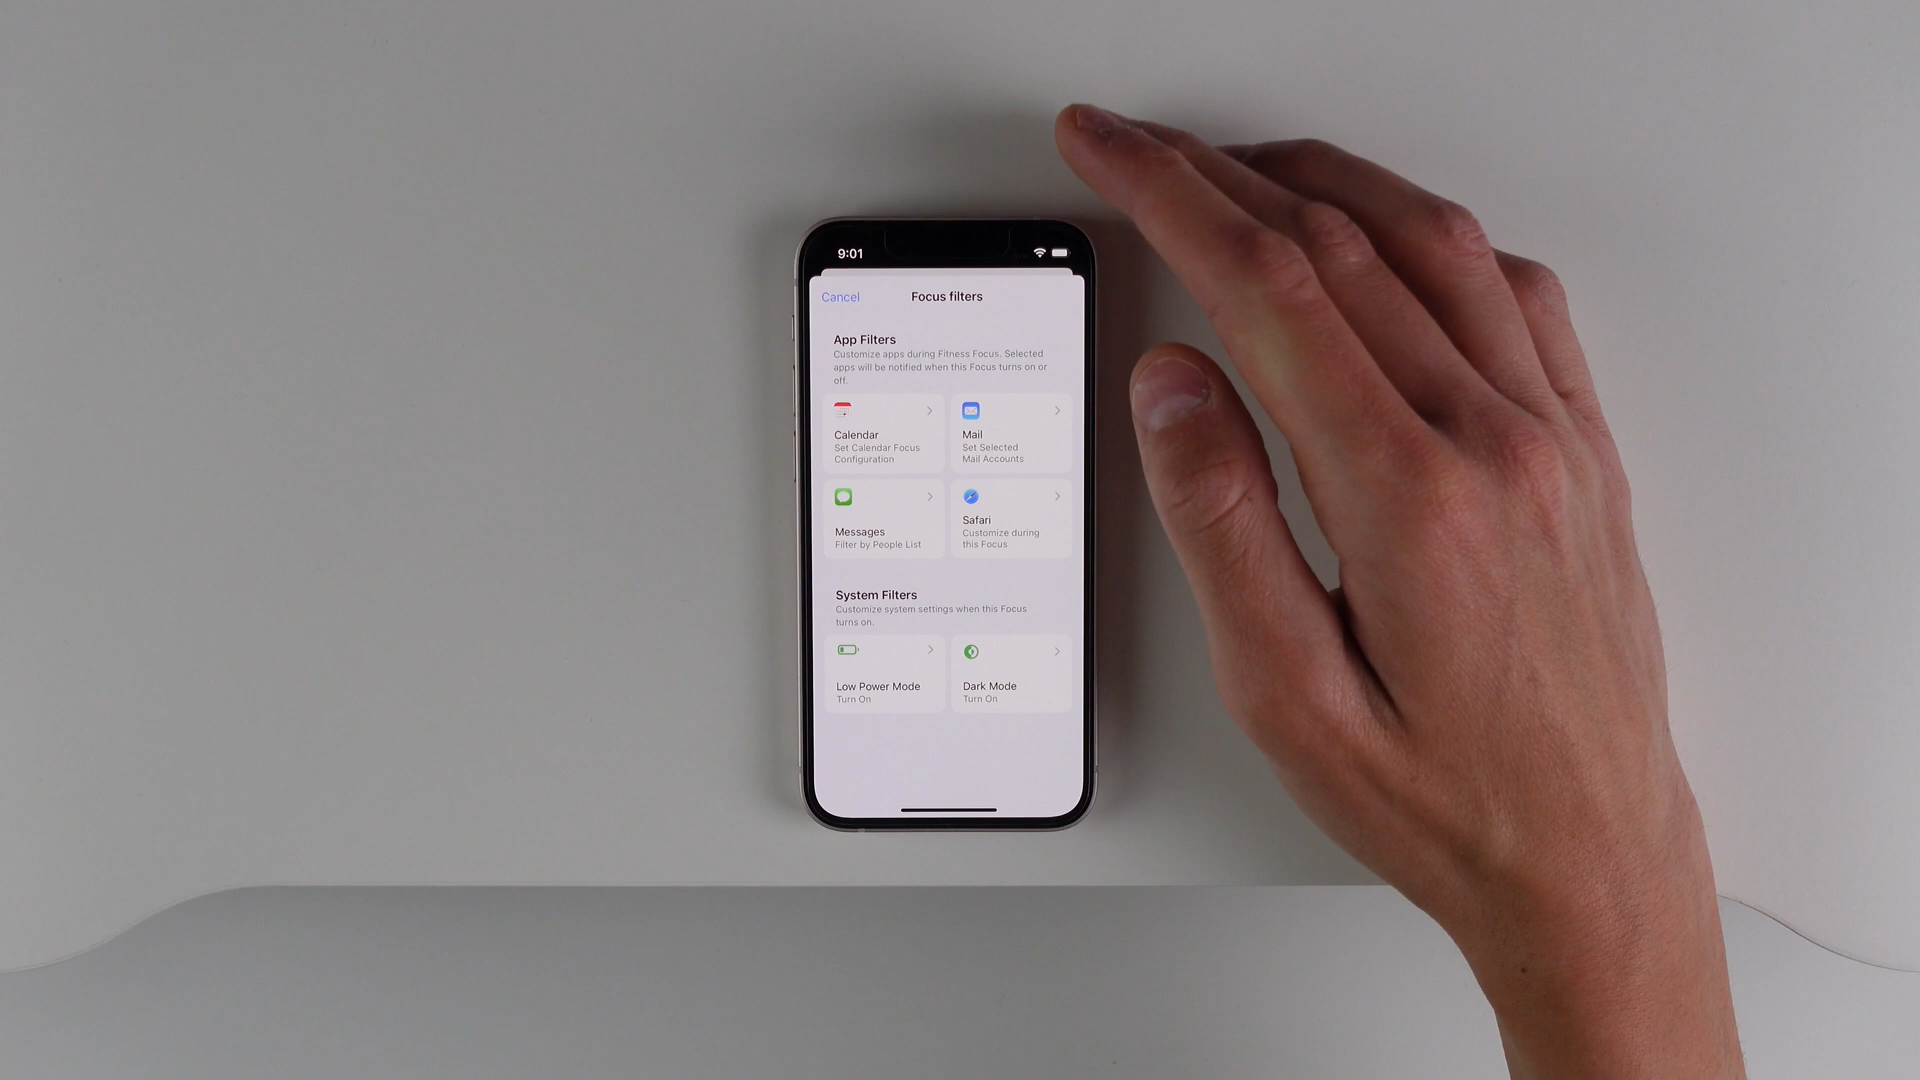 9:01
Cancel
Focus filters
App Filters
Customize apps during Fitness Focus. Selected
apps will be notified when this Focus turns on or
off.
Calendar
Set Calendar Focus
Configuration
Mail
Set Selected
Mail Accounts
Messages
Filter by People List
Safari
Customize during
this Focus
System Filters
Customize system settings when this Focus
turns on.
Low Power Mode
Turn On
Dark Mode
Turn On